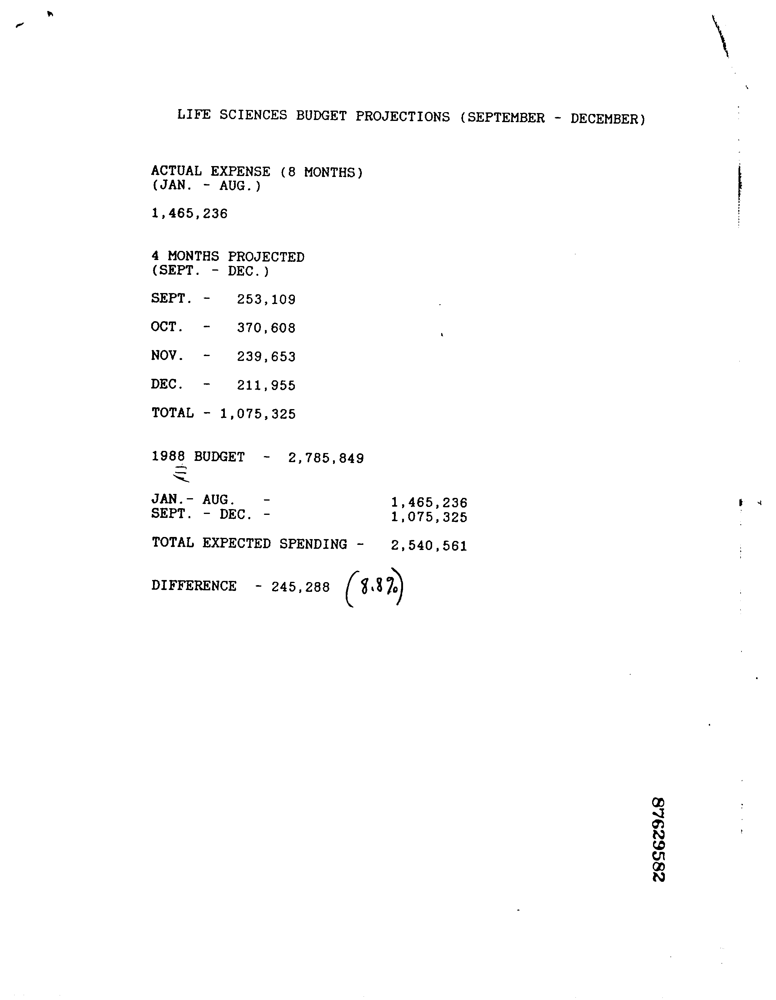 LIFE SCIENCES BUDGET PROJECTIONS (SEPTEMBER - DECEMBER)
ACTUAL EXPENSE (8 MONTHS)
(JAN. - AUG.)
1,465,236
4 MONTHS PROJECTED
(SEPT. - DEC.)
SEPT. - 253,109
OCT. - 370,608
NOV. - 239,653
DEC. - 211,955
TOTAL - 1,075,325
1988 BUDGET - 2,785,849
JAN.- AUG. - 1,465,236
SEPT. - DEC. - 1,075,325
TOTAL EXPECTED SPENDING - 2,540,561
DIFFERENCE - 245,288 (8.8%)
87629582